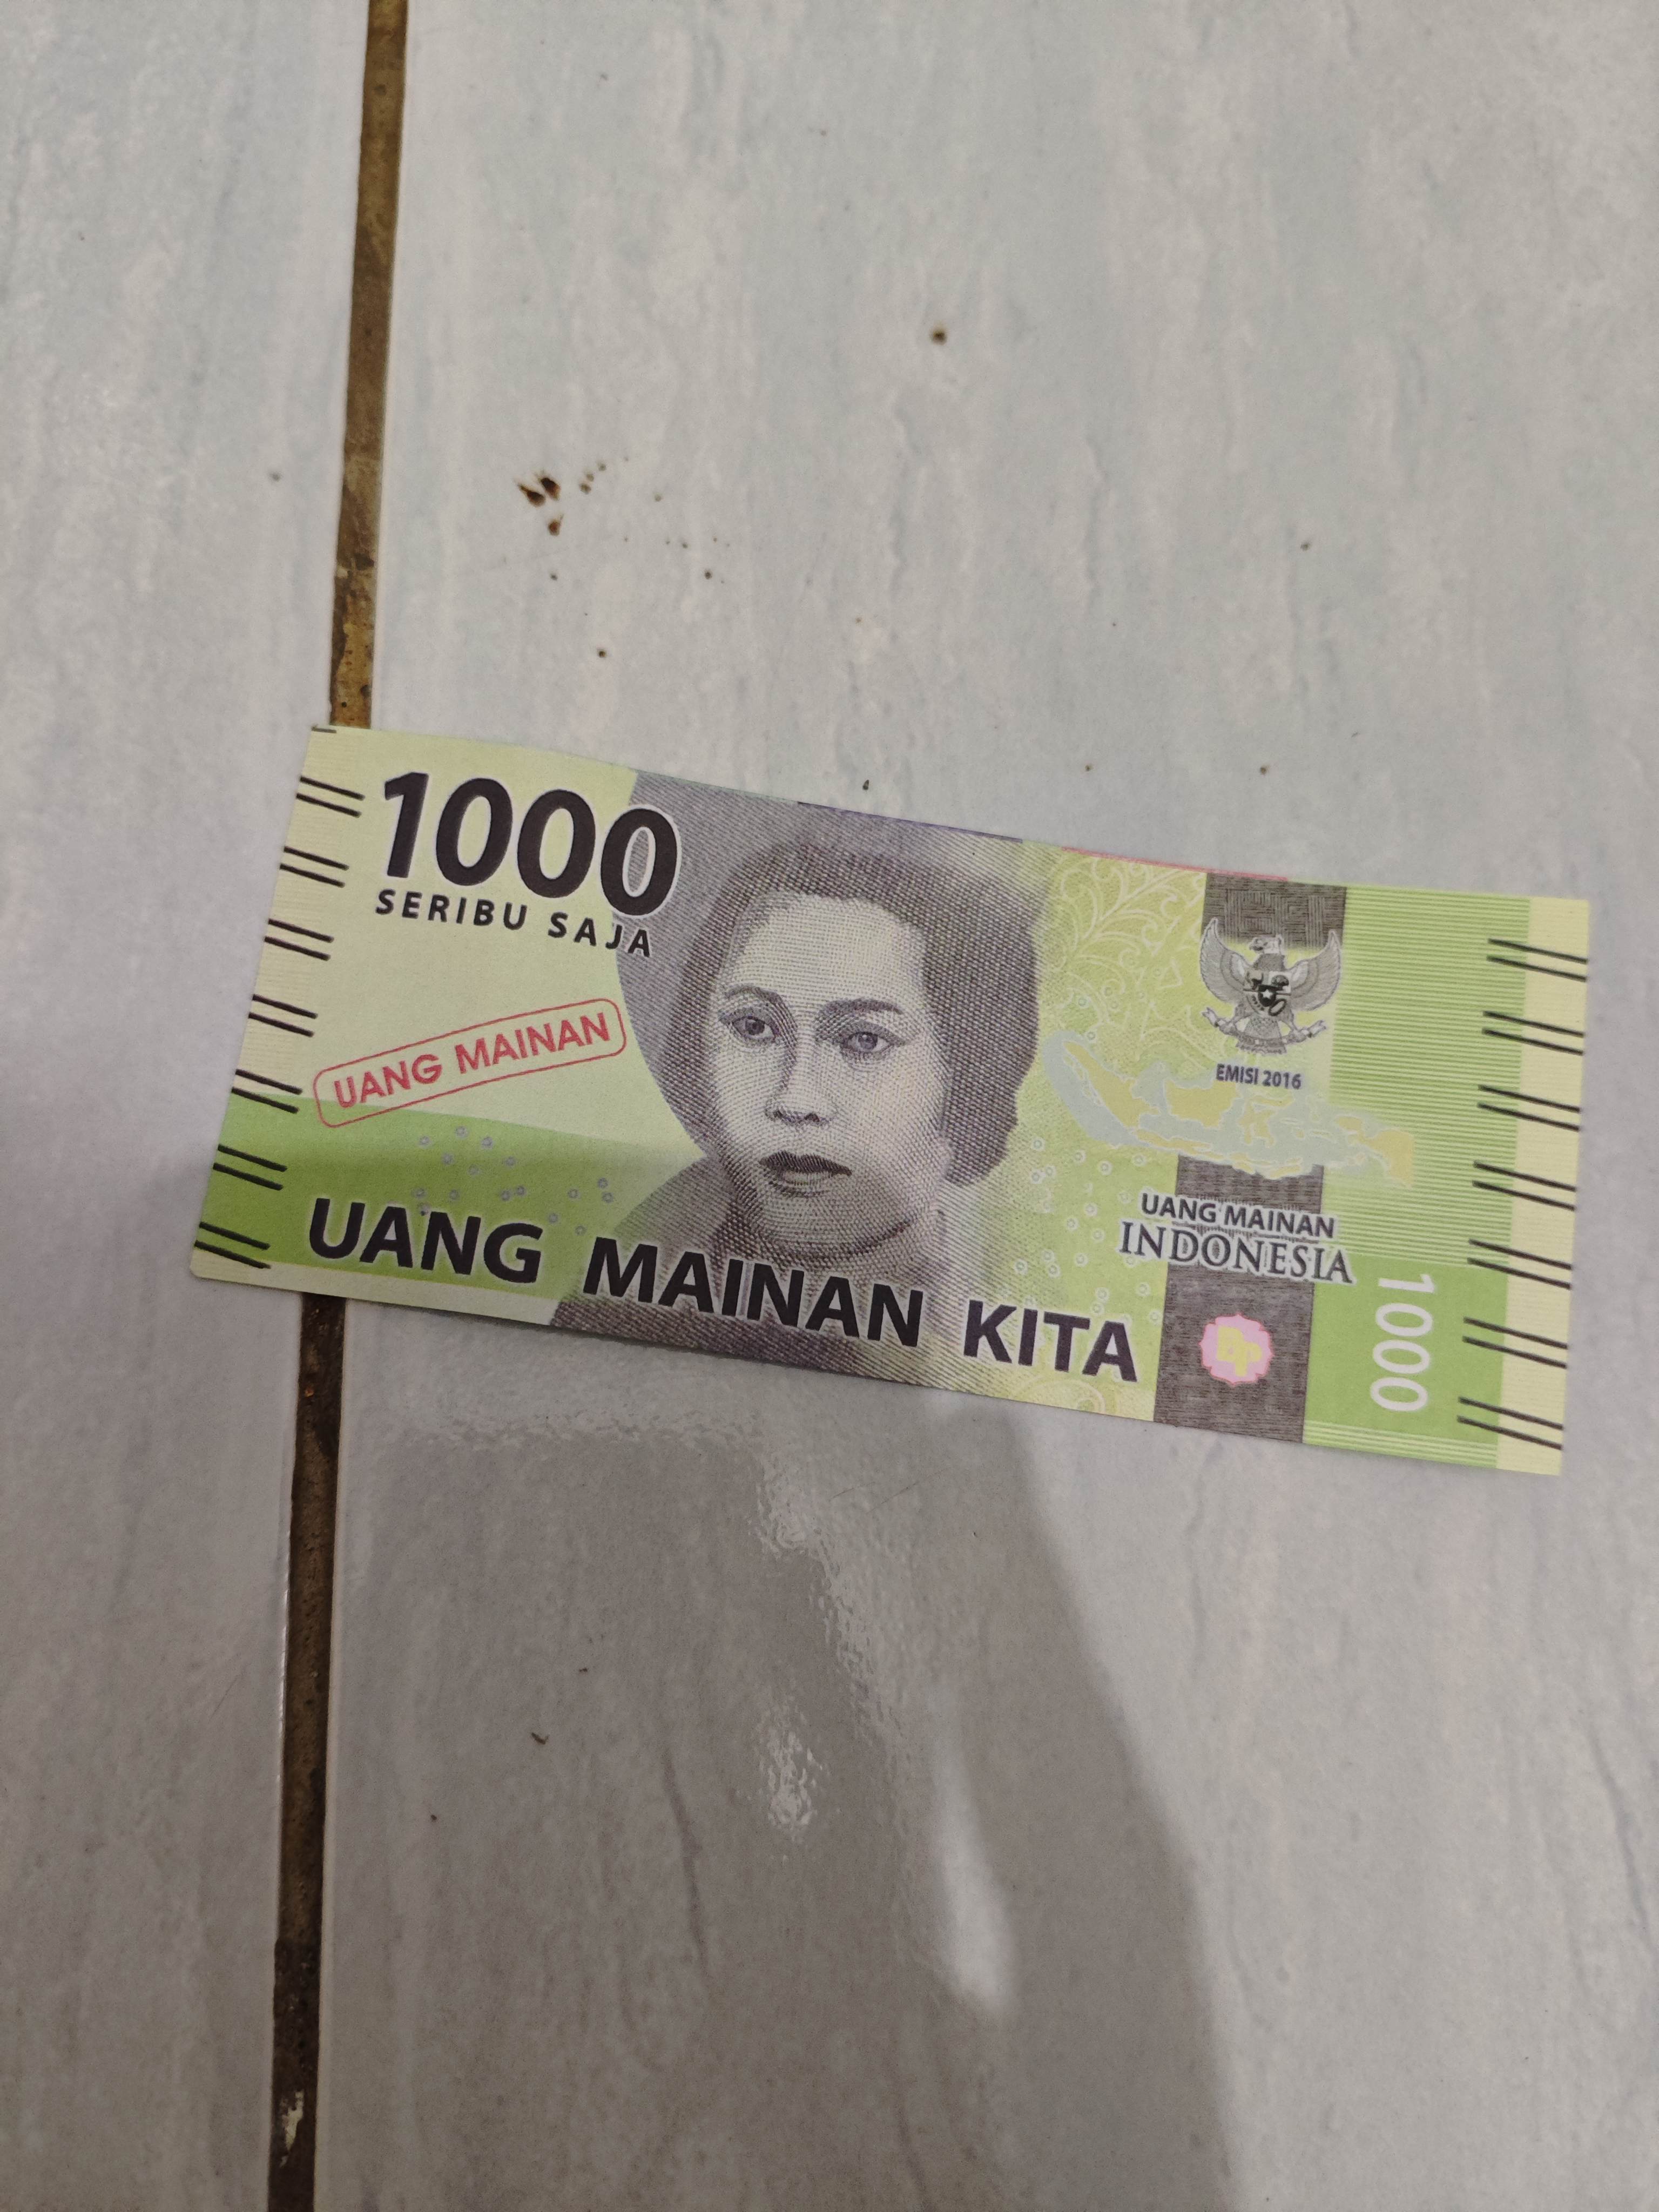 1000
SERIBU SAJA
UANG MAINAN
UANG MAINAN KITA
EMISI 2016
UANG MAINAN
INDONESIA
1000